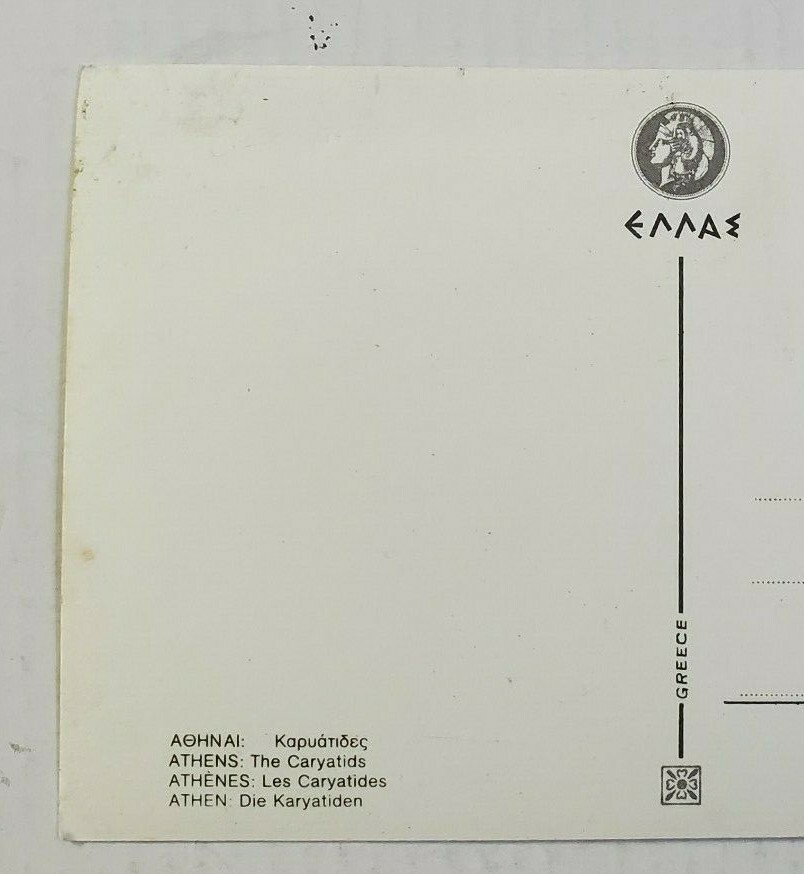 ΕΛΛΑΣ
GREECE
ΑΘΗΝΑΙ: Καρυάτιδες
ATHENS: The Caryatids
ATHÈNES: Les Caryatides
ATHEN: Die Karyatiden